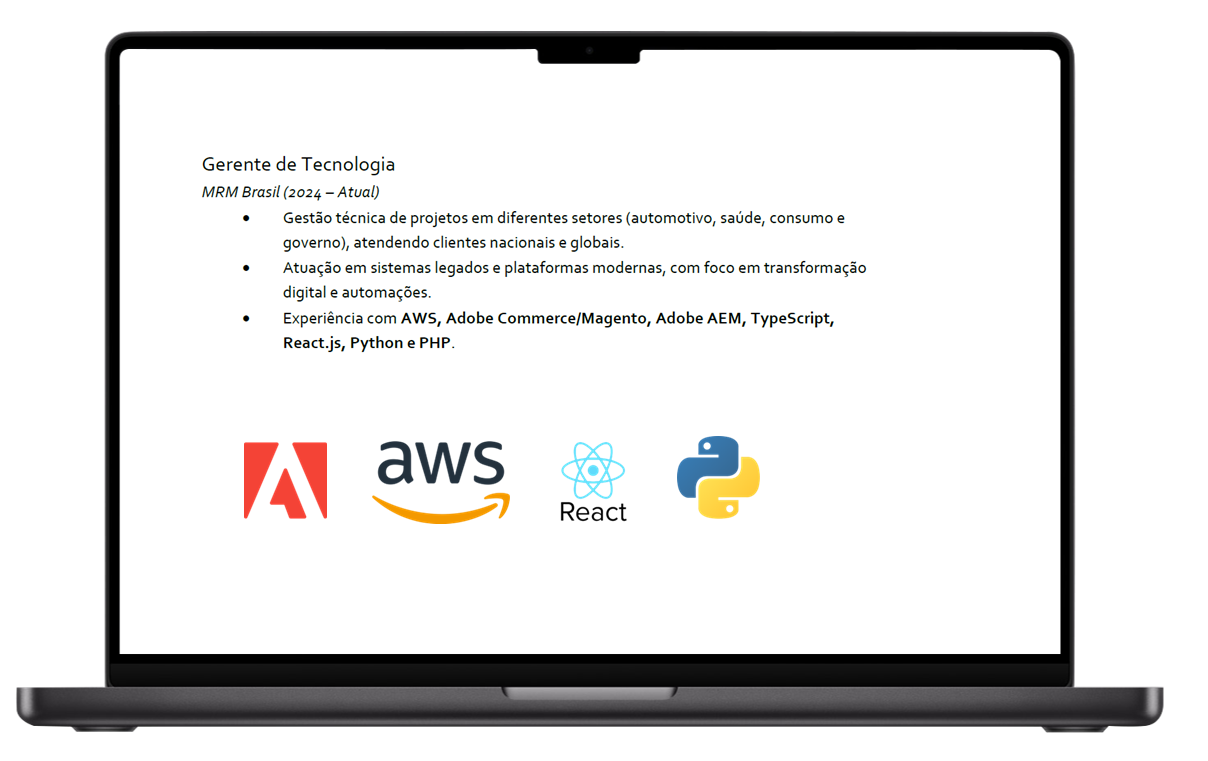 Gerente de Tecnologia
MRM Brasil (2024 – Atual)
• Gestão técnica de projetos em diferentes setores (automotivo, saúde, consumo e
governo), atendendo clientes nacionais e globais.
• Atuação em sistemas legados e plataformas modernas, com foco em transformação
digital e automações.
• Experiência com AWS, Adobe Commerce/Magento, Adobe AEM, TypeScript,
React.js, Python e PHP.
aws
React